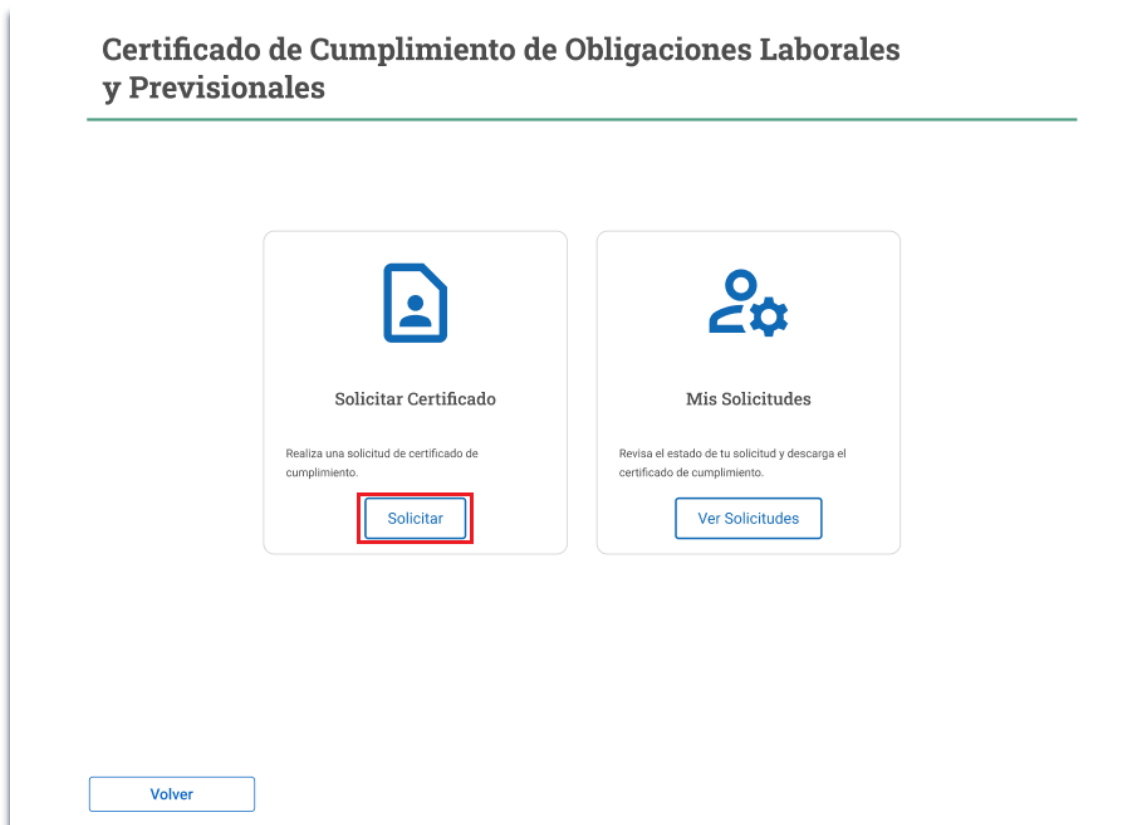 Certificado de Cumplimiento de Obligaciones Laborales
y Previsionales
Solicitar Certificado
Realiza una solicitud de certificado de
cumplimiento.
Solicitar
Mis Solicitudes
Revisa el estado de tu solicitud y descarga el
certificado de cumplimiento.
Ver Solicitudes
Volver